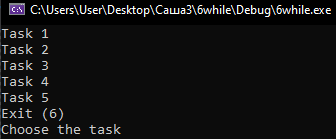 C:\Users\User\Desktop\Саша3\6while\Debug\6while.exe
Task 1
Task 2
Task 3
Task 4
Task 5
Exit (6)
Choose the task